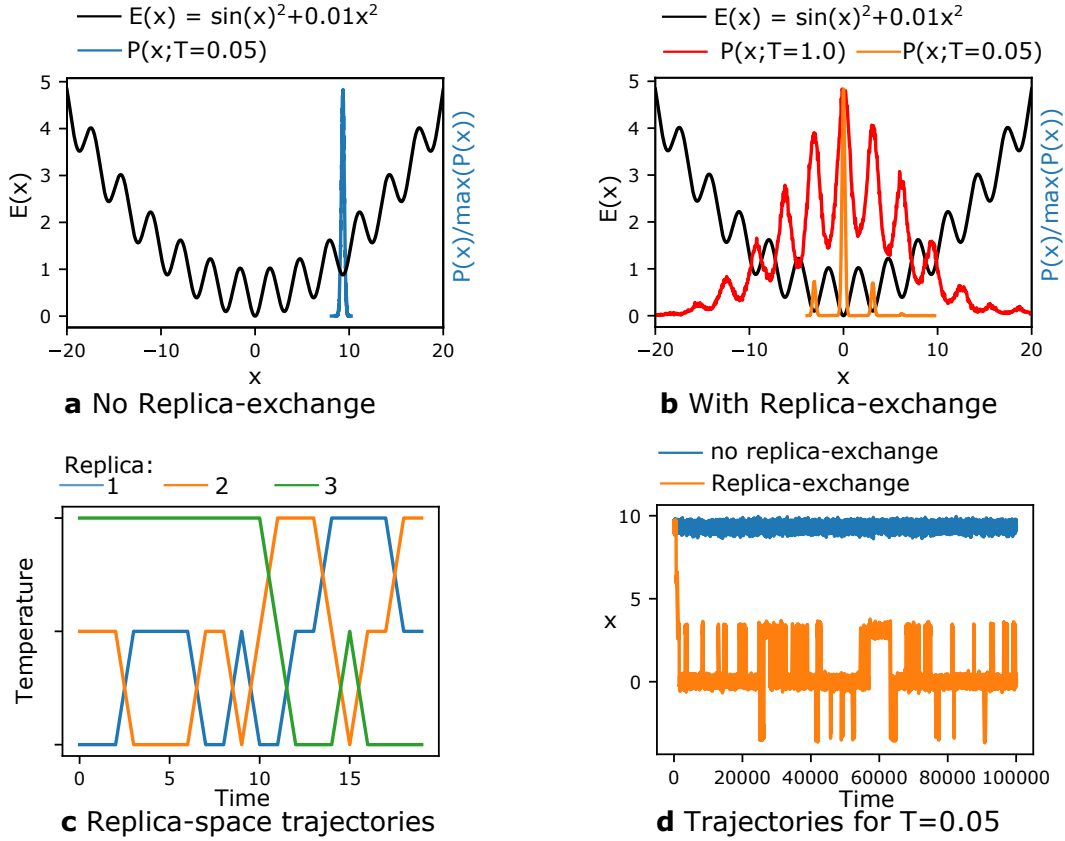 E(x) = sin(x)²+0.01x²
P(x;T=0.05)
5
4
3
2
1
0
E(x)
P(x)/max(P(x))
−20
−10
0
10
20
x
a No Replica-exchange
E(x) = sin(x)²+0.01x²
P(x;T=1.0)
P(x;T=0.05)
5
4
3
2
1
0
E(x)
P(x)/max(P(x))
−20
−10
0
10
20
x
b With Replica-exchange
Replica:
1
2
3
Temperature
0
5
10
15
Time
c Replica-space trajectories
no replica-exchange
Replica-exchange
10
5
0
x
0
20000
40000
60000
80000
100000
Time
d Trajectories for T=0.05